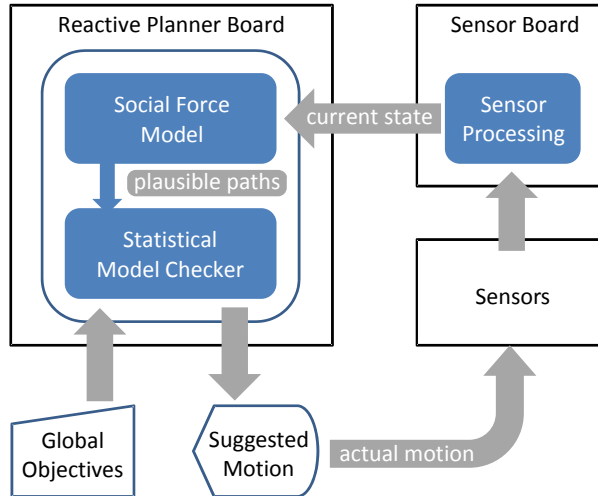 Reactive Planner Board
Social Force
Model
plausible paths
Statistical
Model Checker
current state
Sensor Board
Sensor
Processing
Sensors
Global
Objectives
Suggested
Motion
actual motion